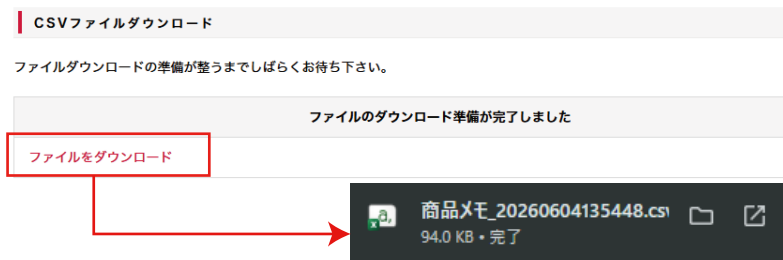 CSVファイルダウンロード
ファイルダウンロードの準備が整うまでしばらくお待ち下さい。
ファイルのダウンロード準備が完了しました
ファイルをダウンロード
商品メモ_20260604135448.csv
94.0 KB • 完了